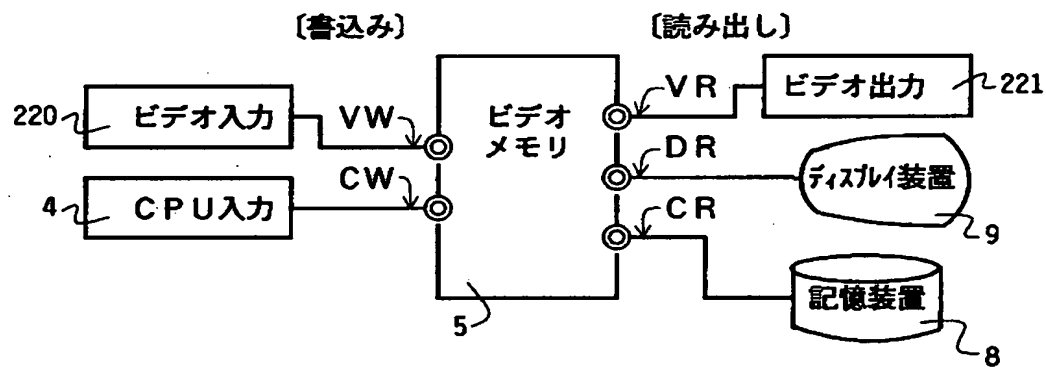 〔書込み〕
〔読み出し〕
220
ビデオ入力
VW
ビデオ
メモリ
VR
ビデオ出力
221
4
CPU入力
CW
DR
ディスプレイ装置
9
CR
記憶装置
8
5